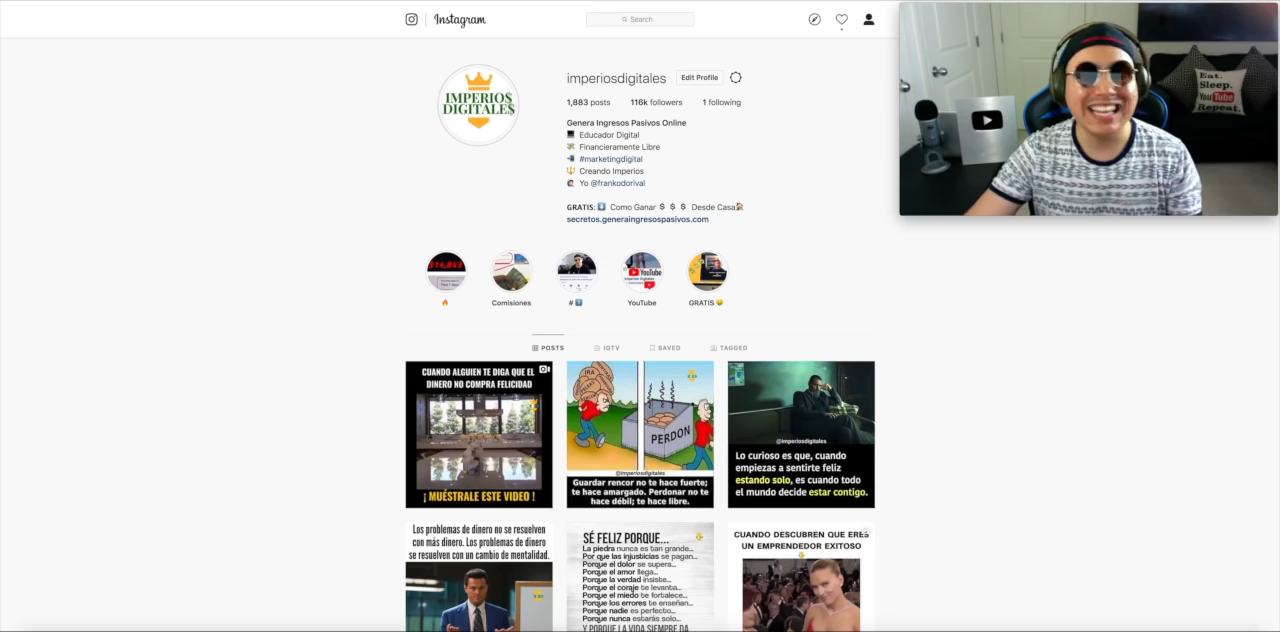 Instagram
Search
imperiosdigitales
Edit Profile
1,883 posts
116k followers
1 following
IMPERIOS
DIGITALES
Genera Ingresos Pasivos Online
Educador Digital
Financieramente Libre
#marketingdigital
Creando Imperios
Yo @frankodorival
GRATIS: Como Ganar $ $ $ Desde Casa
secretos.generaingresospasivos.com
Eat.
Sleep.
YouTube
Repeat.
YouTube
Comisiones
#
YouTube
GRATIS
POSTS
IGTV
SAVED
TAGGED
CUANDO ALGUIEN TE DIGA QUE EL
DINERO NO COMPRA FELICIDAD
¡ MUÉSTRALE ESTE VIDEO !
IRA
PERDON
@imperiosdigitales
Guardar rencor no te hace fuerte;
te hace amargado. Perdonar no te
hace débil; te hace libre.
@imperiosdigitales
Lo curioso es que, cuando
empiezas a sentirte feliz
estando solo, es cuando todo
el mundo decide estar contigo.
Los problemas de dinero no se resuelven
con más dinero. Los problemas de dinero
se resuelven con un cambio de mentalidad.
SÉ FELIZ PORQUE...
La piedra nunca es tan grande...
Por que las injusticias se pagan...
Porque el dolor se supera...
Porque el amor llega...
Porque la verdad insiste...
Porque el coraje te levanta...
Porque el miedo te fortalece...
Porque los errores te enseñan...
Porque nadie es perfecto...
Porque nunca estarás solo...
Y PORQUE LA VIDA SIEMPRE DA
CUANDO DESCUBREN QUE ERES
UN EMPRENDEDOR EXITOSO